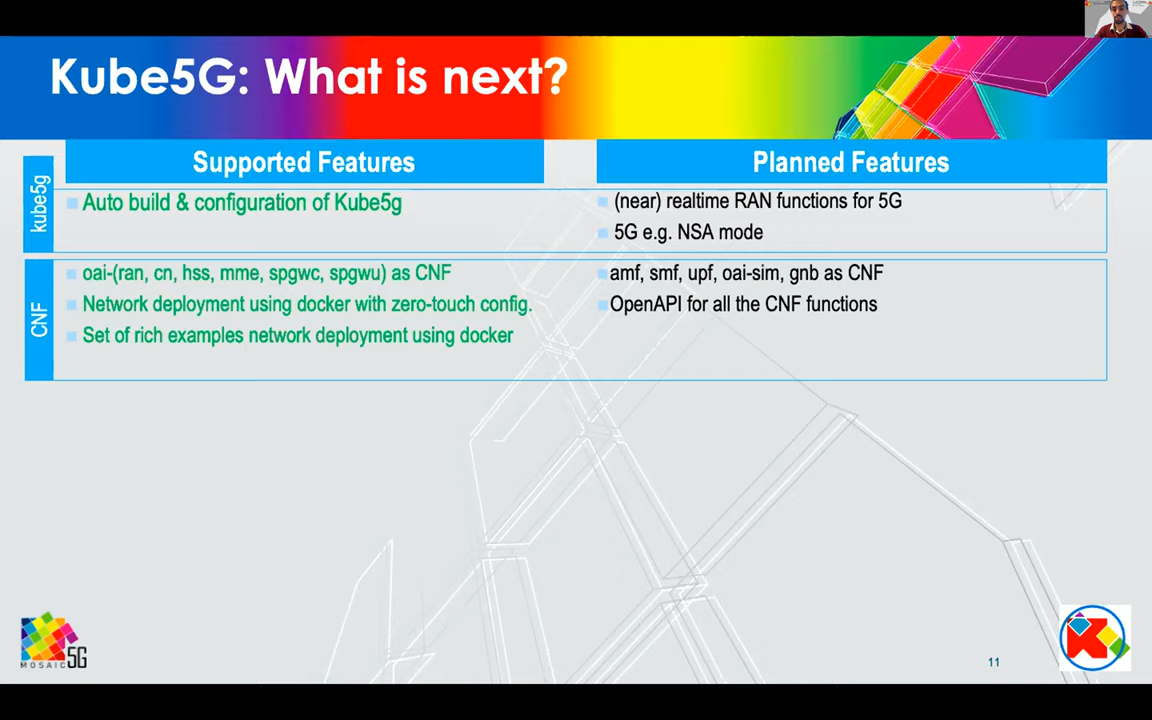 Kube5G: What is next?
Supported Features
Planned Features
kube5g
Auto build & configuration of Kube5g
(near) realtime RAN functions for 5G
5G e.g. NSA mode
CNF
oai-(ran, cn, hss, mme, spgwc, spgwu) as CNF
Network deployment using docker with zero-touch config.
Set of rich examples network deployment using docker
amf, smf, upf, oai-sim, gnb as CNF
OpenAPI for all the CNF functions
MOSAIC5G
11